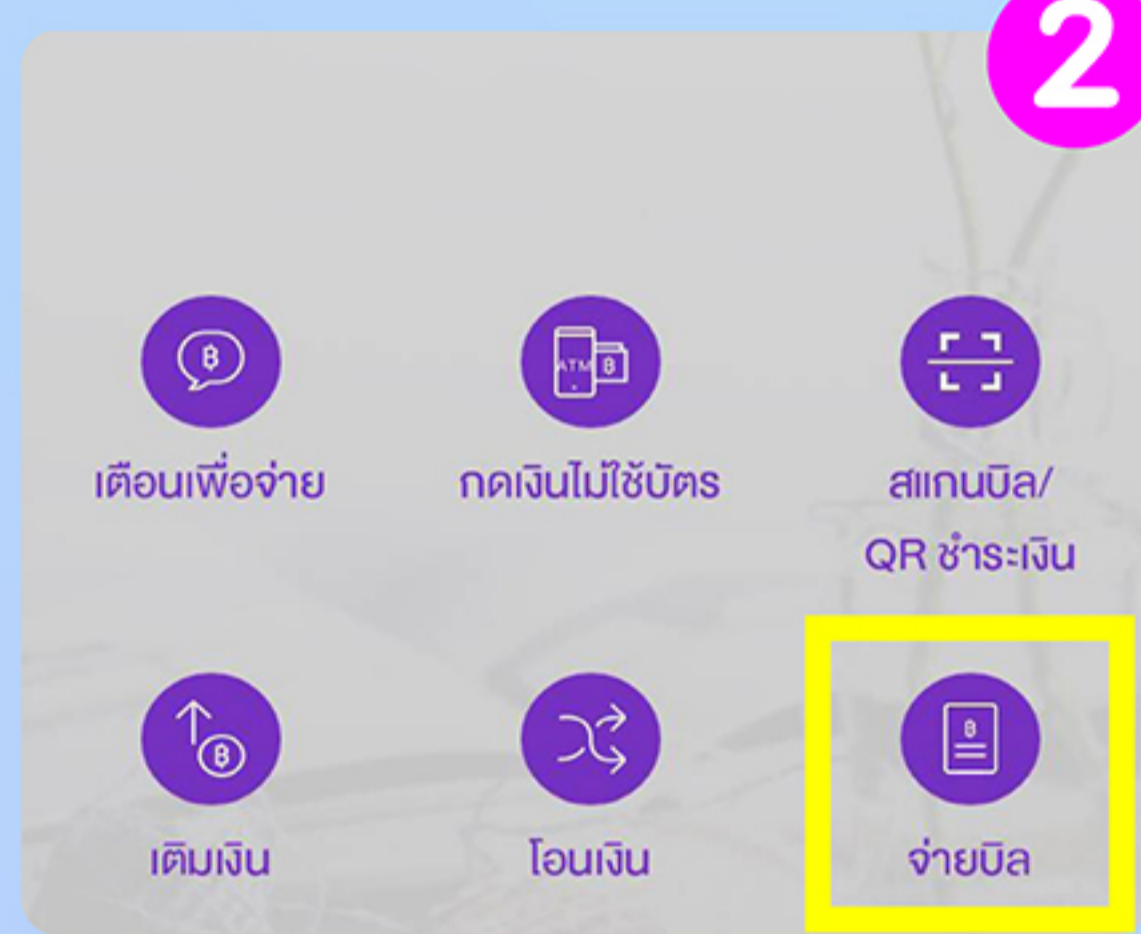 2
฿
ATM ฿
เตือนเพื่อจ่าย
กดเงินไม่ใช้บัตร
สแกนบิล/
QR ชำระเงิน
฿
฿
เติมเงิน
โอนเงิน
จ่ายบิล